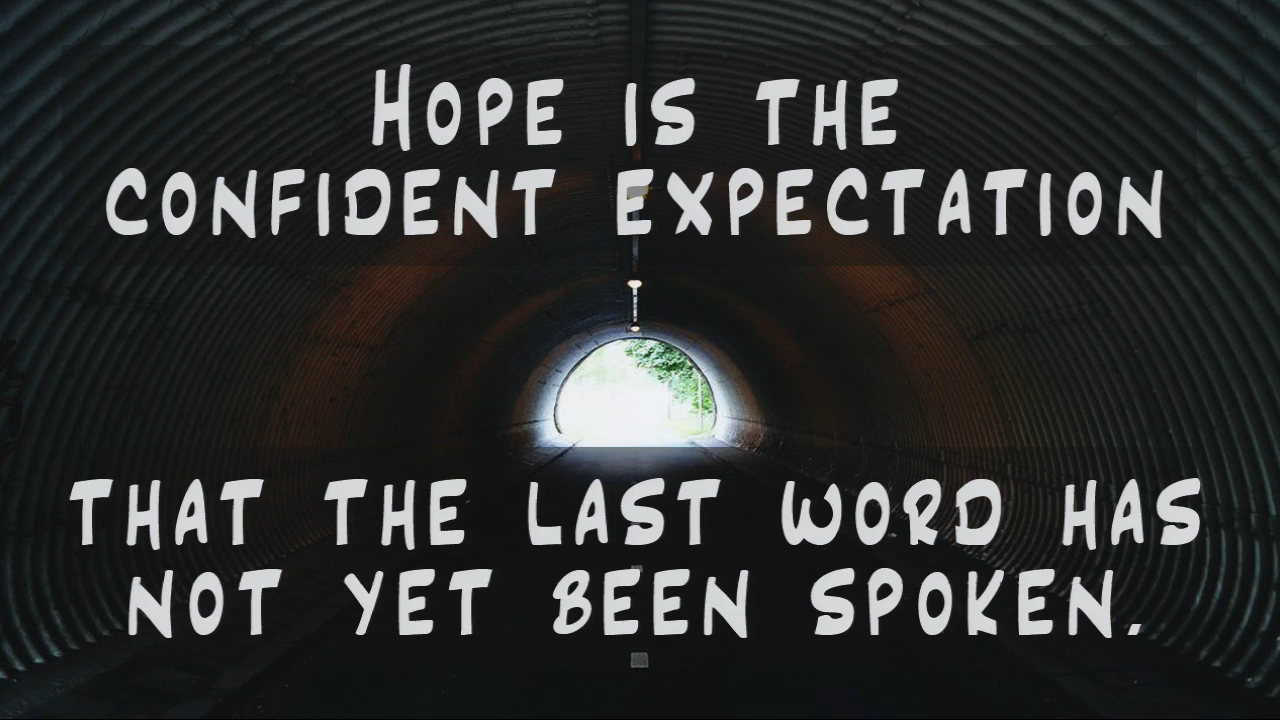 Hope is the
confident expectation
that the last word has
not yet been spoken.